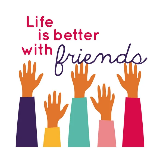 Life
is better
with friends